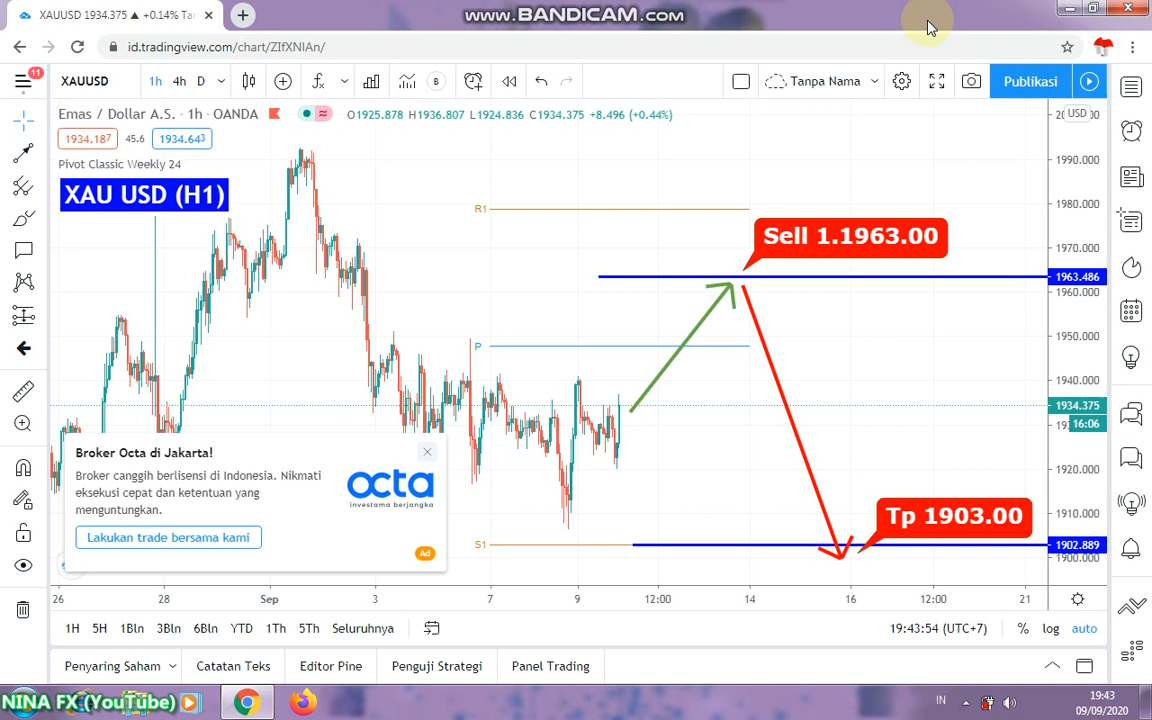 XAUUSD 1934.375 ▲ +0.14% Tan
www.BANDICAM.com
id.tradingview.com/chart/ZIfXNIAn/
11
XAUUSD
1h 4h D
B
Tanpa Nama
Publikasi
Emas / Dollar A.S. · 1h · OANDA
O1925.878 H1936.807 L1924.836 C1934.375 +8.496 (+0.44%)
USD
1934.187 45.6 1934.643
Pivot Classic Weekly 24
XAU USD (H1)
1990.000
1980.000
1970.000
1963.486
1960.000
1950.000
1940.000
1934.375
16:06
1920.000
1910.000
1902.889
1900.000
R1
Sell 1.1963.00
P
Tp 1903.00
S1
Broker Octa di Jakarta!
Broker canggih berlisensi di Indonesia. Nikmati
eksekusi cepat dan ketentuan yang
menguntungkan.
Lakukan trade bersama kami
octa
investama berjangka
Ad
26 28 Sep 3 7 9 12:00 14 16 12:00 21
1H 5H 1Bln 3Bln 6Bln YTD 1Th 5Th Seluruhnya
19:43:54 (UTC+7) % log auto
Penyaring Saham Catatan Teks Editor Pine Penguji Strategi Panel Trading
NINA FX (YouTube)
IN
19:43
09/09/2020